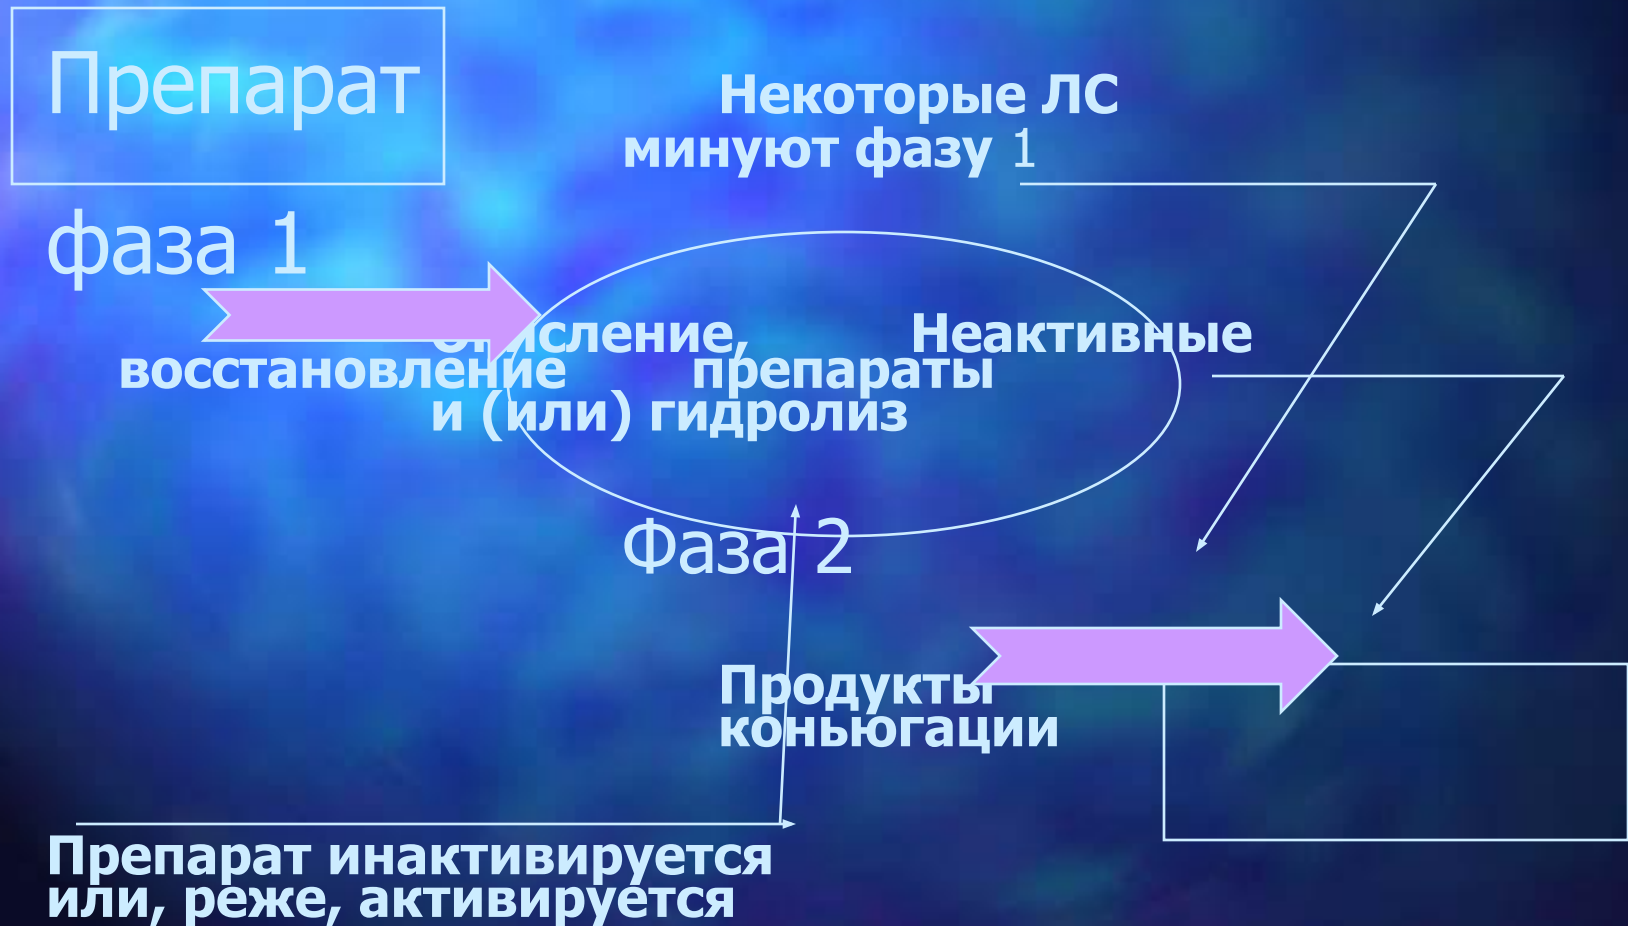 Препарат
Некоторые ЛС
минуют фазу 1
фаза 1
Окисление, Неактивные
восстановление препараты
и (или) гидролиз
Фаза 2
Продукты
коньюгации
Препарат инактивируется
или, реже, активируется